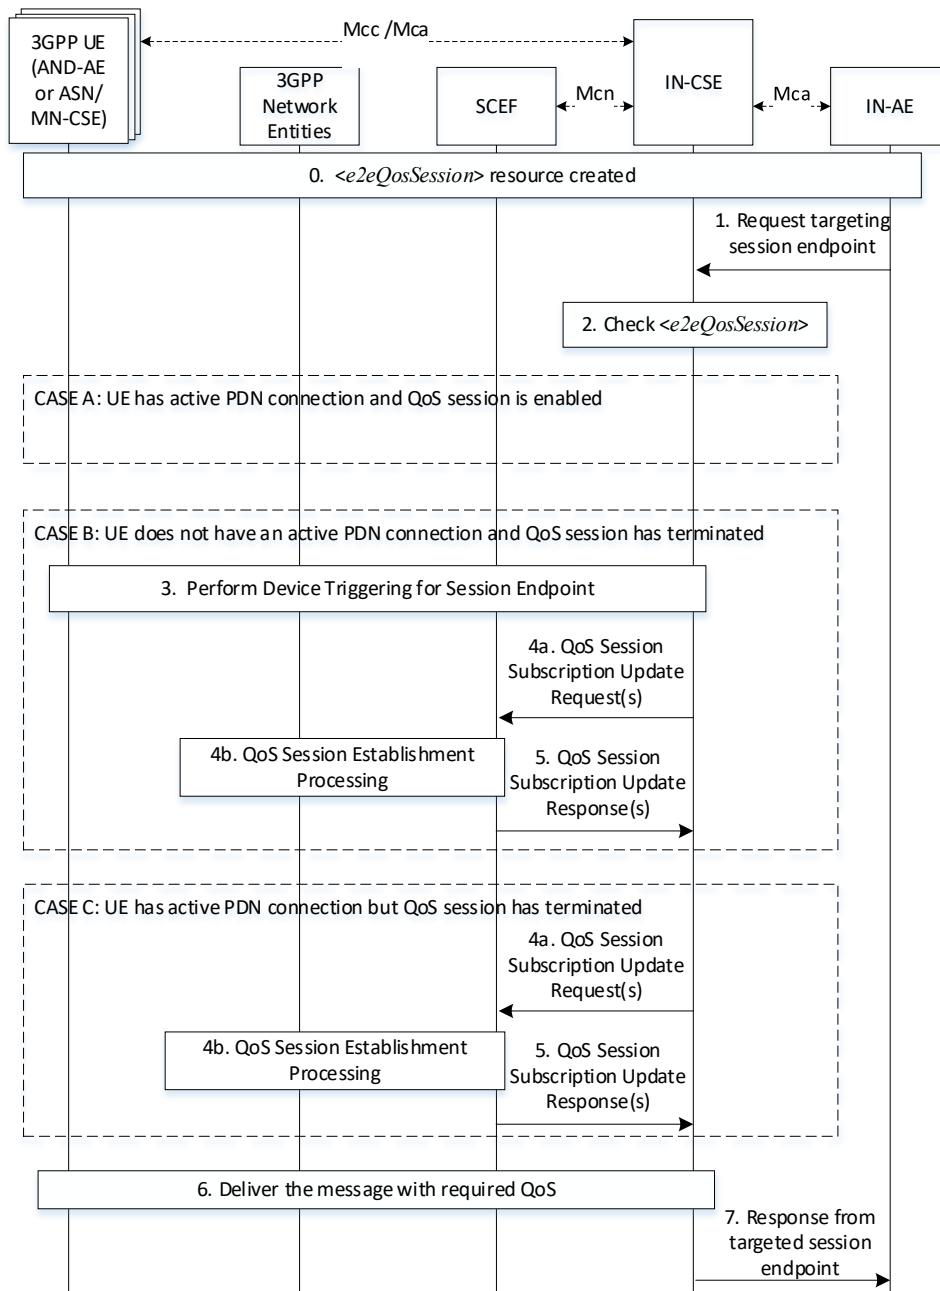 3GPP UE
(AND-AE
or ASN/
MN-CSE)
Mcc /Mca
3GPP
Network
Entities
SCEF
Mcn
IN-CSE
Mca
IN-AE
0. <e2eQosSession> resource created
1. Request targeting
session endpoint
2. Check <e2eQosSession>
CASE A: UE has active PDN connection and QoS session is enabled
CASE B: UE does not have an active PDN connection and QoS session has terminated
3. Perform Device Triggering for Session Endpoint
4a. QoS Session
Subscription Update
Request(s)
4b. QoS Session Establishment
Processing
5. QoS Session
Subscription Update
Response(s)
CASE C: UE has active PDN connection but QoS session has terminated
4a. QoS Session
Subscription Update
Request(s)
4b. QoS Session Establishment
Processing
5. QoS Session
Subscription Update
Response(s)
6. Deliver the message with required QoS
7. Response from
targeted session
endpoint